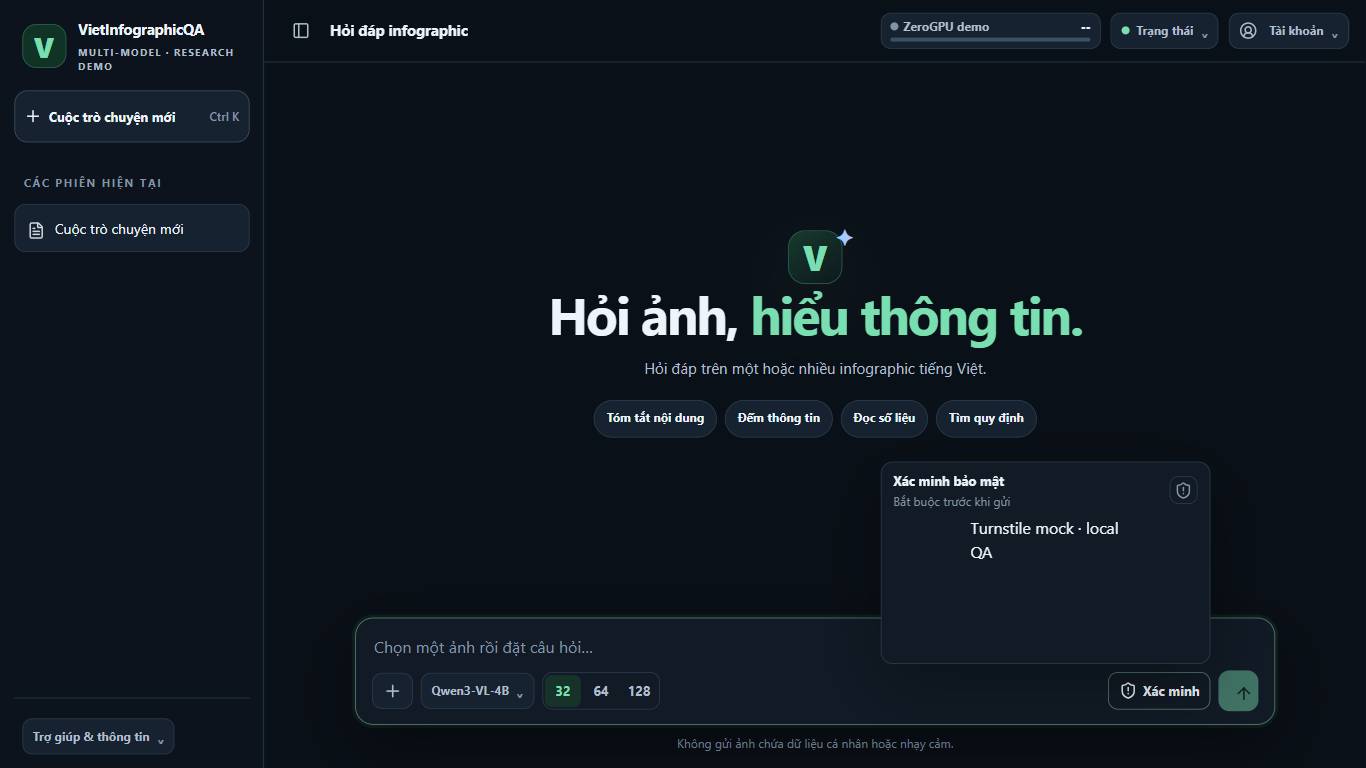 V
VietInfographicQA
MULTI-MODEL · RESEARCH
DEMO
Cuộc trò chuyện mới
Ctrl K
CÁC PHIÊN HIỆN TẠI
Cuộc trò chuyện mới
Trợ giúp & thông tin
Hỏi đáp infographic
ZeroGPU demo
--
Trạng thái
Tài khoản
V
Hỏi ảnh, hiểu thông tin.
Hỏi đáp trên một hoặc nhiều infographic tiếng Việt.
Tóm tắt nội dung
Đếm thông tin
Đọc số liệu
Tìm quy định
Xác minh bảo mật
Bắt buộc trước khi gửi
Turnstile mock · local
QA
Chọn một ảnh rồi đặt câu hỏi...
Qwen3-VL-4B
32
64
128
Xác minh
Không gửi ảnh chứa dữ liệu cá nhân hoặc nhạy cảm.